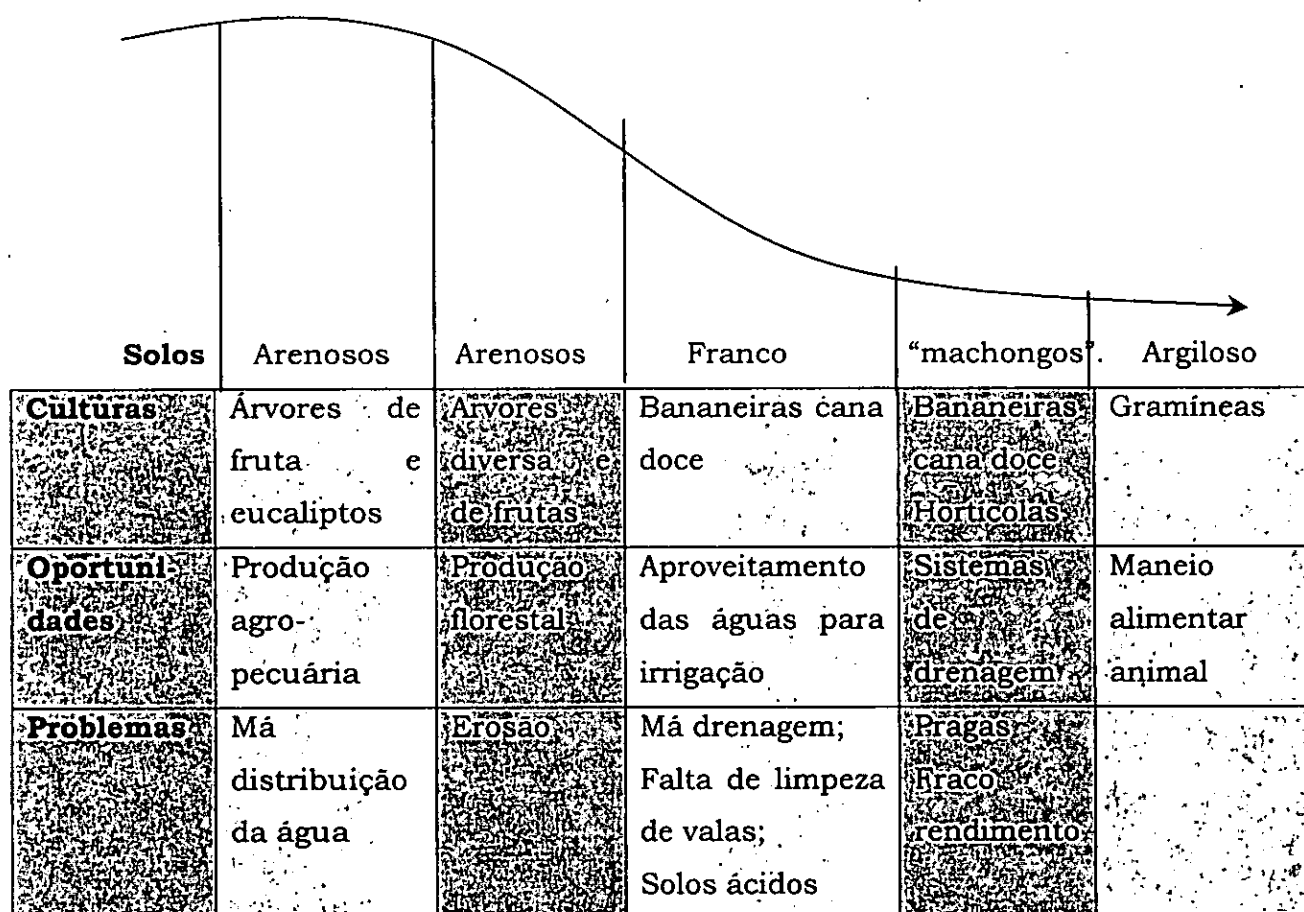 Solos Arenosos Arenosos Franco “machongos”. Argiloso
Culturas
Árvores de
fruta e
eucaliptos
Arvores
diversa e
de frutas
Bananeiras cana
doce
Bananeiras
cana doce
Horticolas
Gramíneas
Oportuni-
dades
Produção
agro-
pecuária
Produção
florestal
Aproveitamento
das águas para
irrigação
Sistemas
de
drenagem
Maneio
alimentar
animal
Problemas
Má
distribuição
da água
Erosão
Má drenagem;
Falta de limpeza
de valas;
Solos ácidos
Pragas
Fraco
rendimento